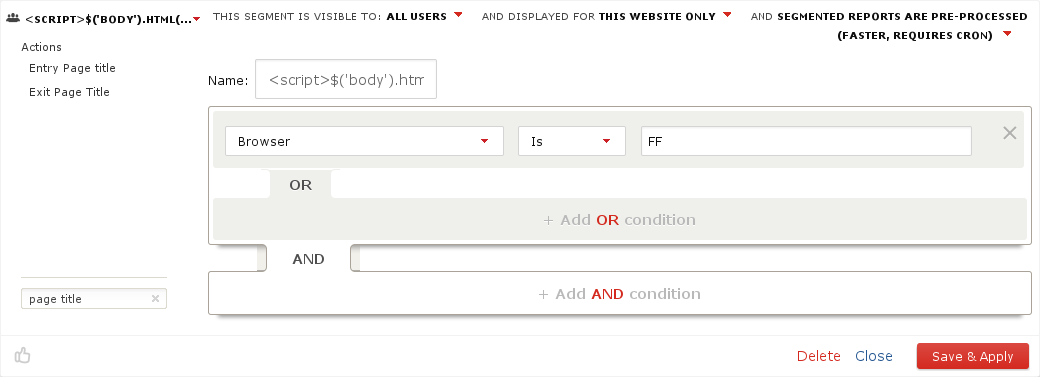 <SCRIPT>$('BODY').HTML(...
THIS SEGMENT IS VISIBLE TO: ALL USERS
AND DISPLAYED FOR THIS WEBSITE ONLY
AND SEGMENTED REPORTS ARE PRE-PROCESSED
(FASTER, REQUIRES CRON)
Actions
Entry Page title
Exit Page Title
Name: <script>$('body').htm
Browser
Is
FF
OR
+ Add OR condition
AND
+ Add AND condition
page title
Delete
Close
Save & Apply